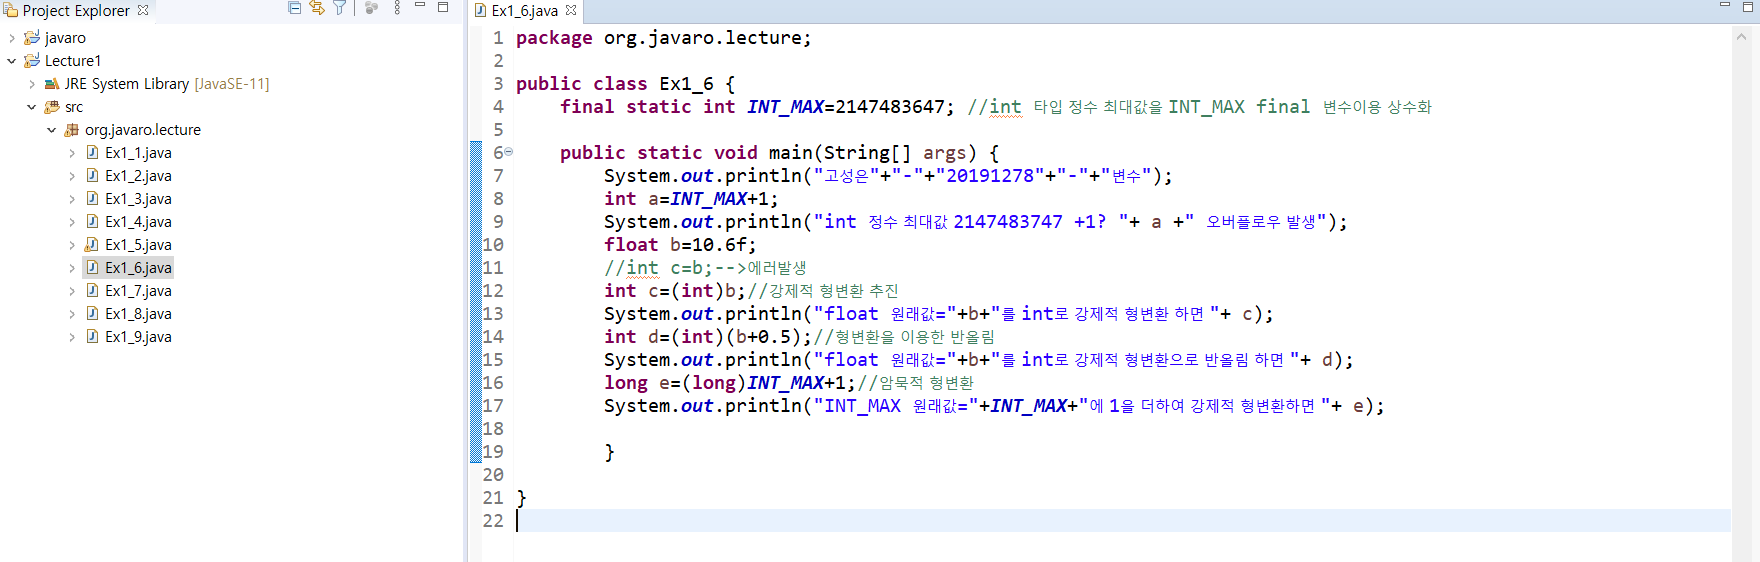 Project Explorer
javaro
Lecture1
JRE System Library [JavaSE-11]
src
org.javaro.lecture
Ex1_1.java
Ex1_2.java
Ex1_3.java
Ex1_4.java
Ex1_5.java
Ex1_6.java
Ex1_7.java
Ex1_8.java
Ex1_9.java
Ex1_6.java
1 package org.javaro.lecture;
2
3 public class Ex1_6 {
4 final static int INT_MAX=2147483647; //int 타입 정수 최대값을 INT_MAX final 변수이용 상수화
5
6 public static void main(String[] args) {
7 System.out.println("고성은"+"-"+"20191278"+"-"+"변수");
8 int a=INT_MAX+1;
9 System.out.println("int 정수 최대값 2147483747 +1? "+ a +" 오버플로우 발생");
10 float b=10.6f;
11 //int c=b;-->에러발생
12 int c=(int)b;//강제적 형변환 추진
13 System.out.println("float 원래값="+b+"를 int로 강제적 형변환 하면 "+ c);
14 int d=(int)(b+0.5);//형변환을 이용한 반올림
15 System.out.println("float 원래값="+b+"를 int로 강제적 형변환으로 반올림 하면 "+ d);
16 long e=(long)INT_MAX+1;//암묵적 형변환
17 System.out.println("INT_MAX 원래값="+INT_MAX+"에 1을 더하여 강제적 형변환하면 "+ e);
18
19 }
20
21 }
22